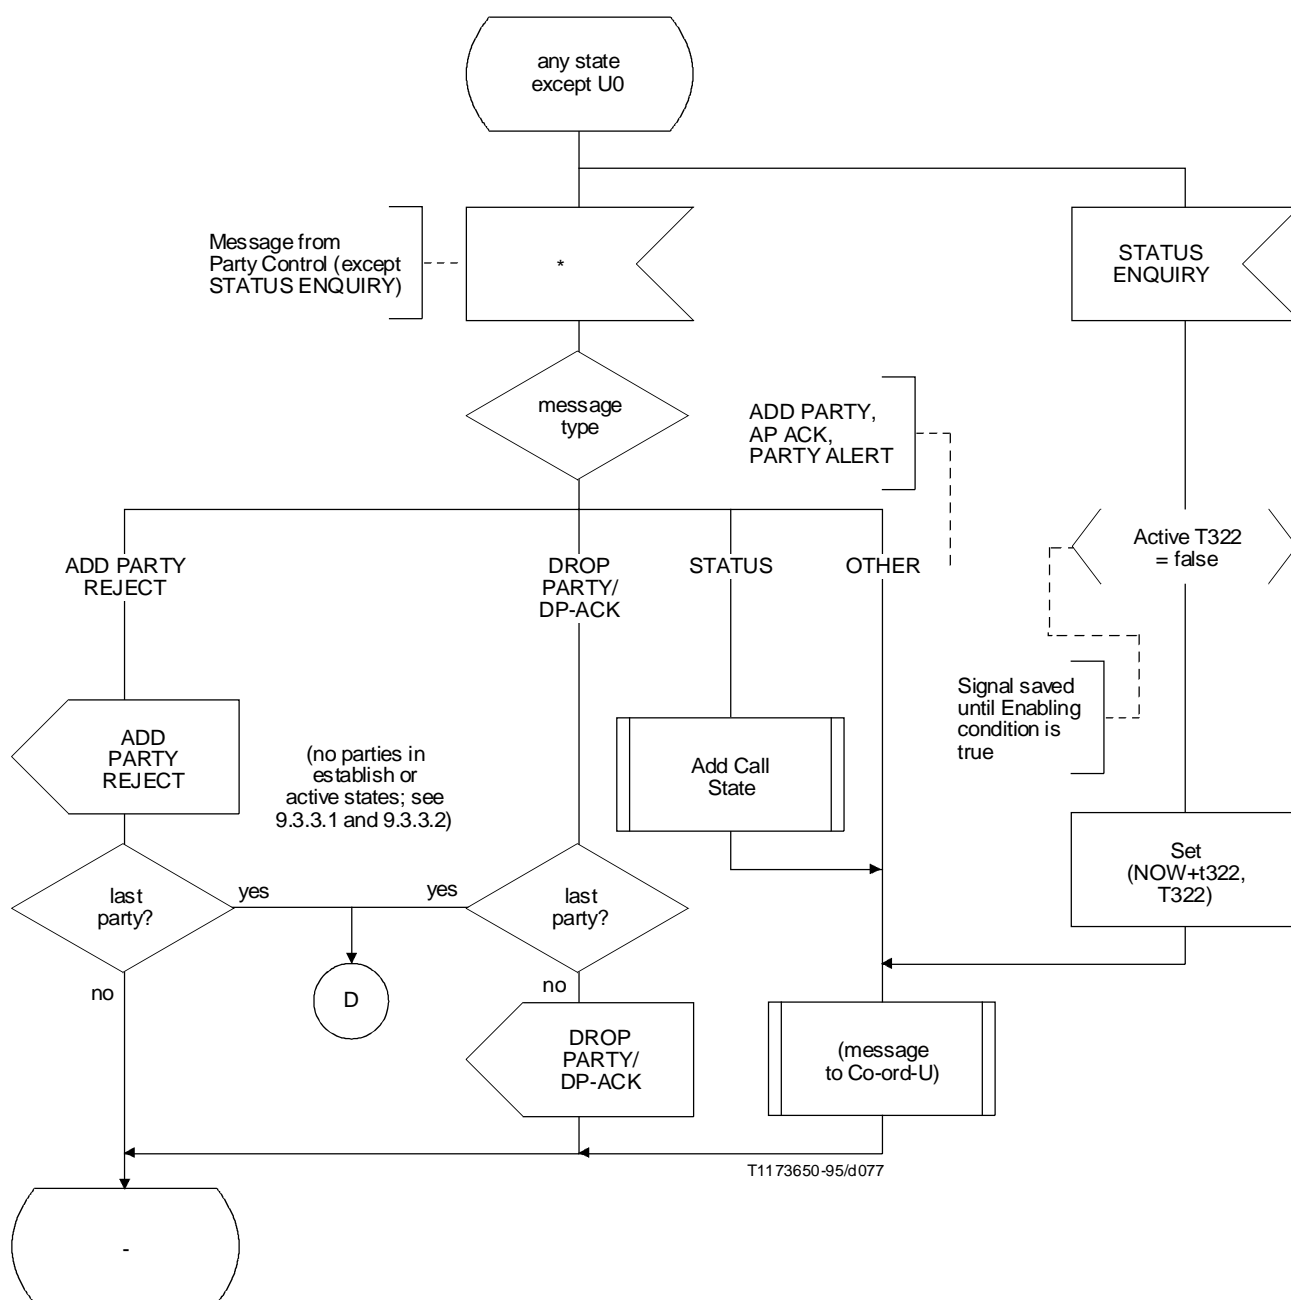 any state
except U0
Message from
Party Control (except
STATUS ENQUIRY)
*
STATUS
ENQUIRY
message
type
ADD PARTY,
AP ACK,
PARTY ALERT
ADD PARTY
REJECT
DROP
PARTY/
DP-ACK
STATUS
OTHER
Active T322
= false
Signal saved
until Enabling
condition is
true
ADD
PARTY
REJECT
(no parties in
establish or
active states; see
9.3.3.1 and 9.3.3.2)
Add Call
State
Set
(NOW+t322,
T322)
last
party?
yes
yes
last
party?
no
D
no
DROP
PARTY/
DP-ACK
(message
to Co-ord-U)
T1173650-95/d077
-